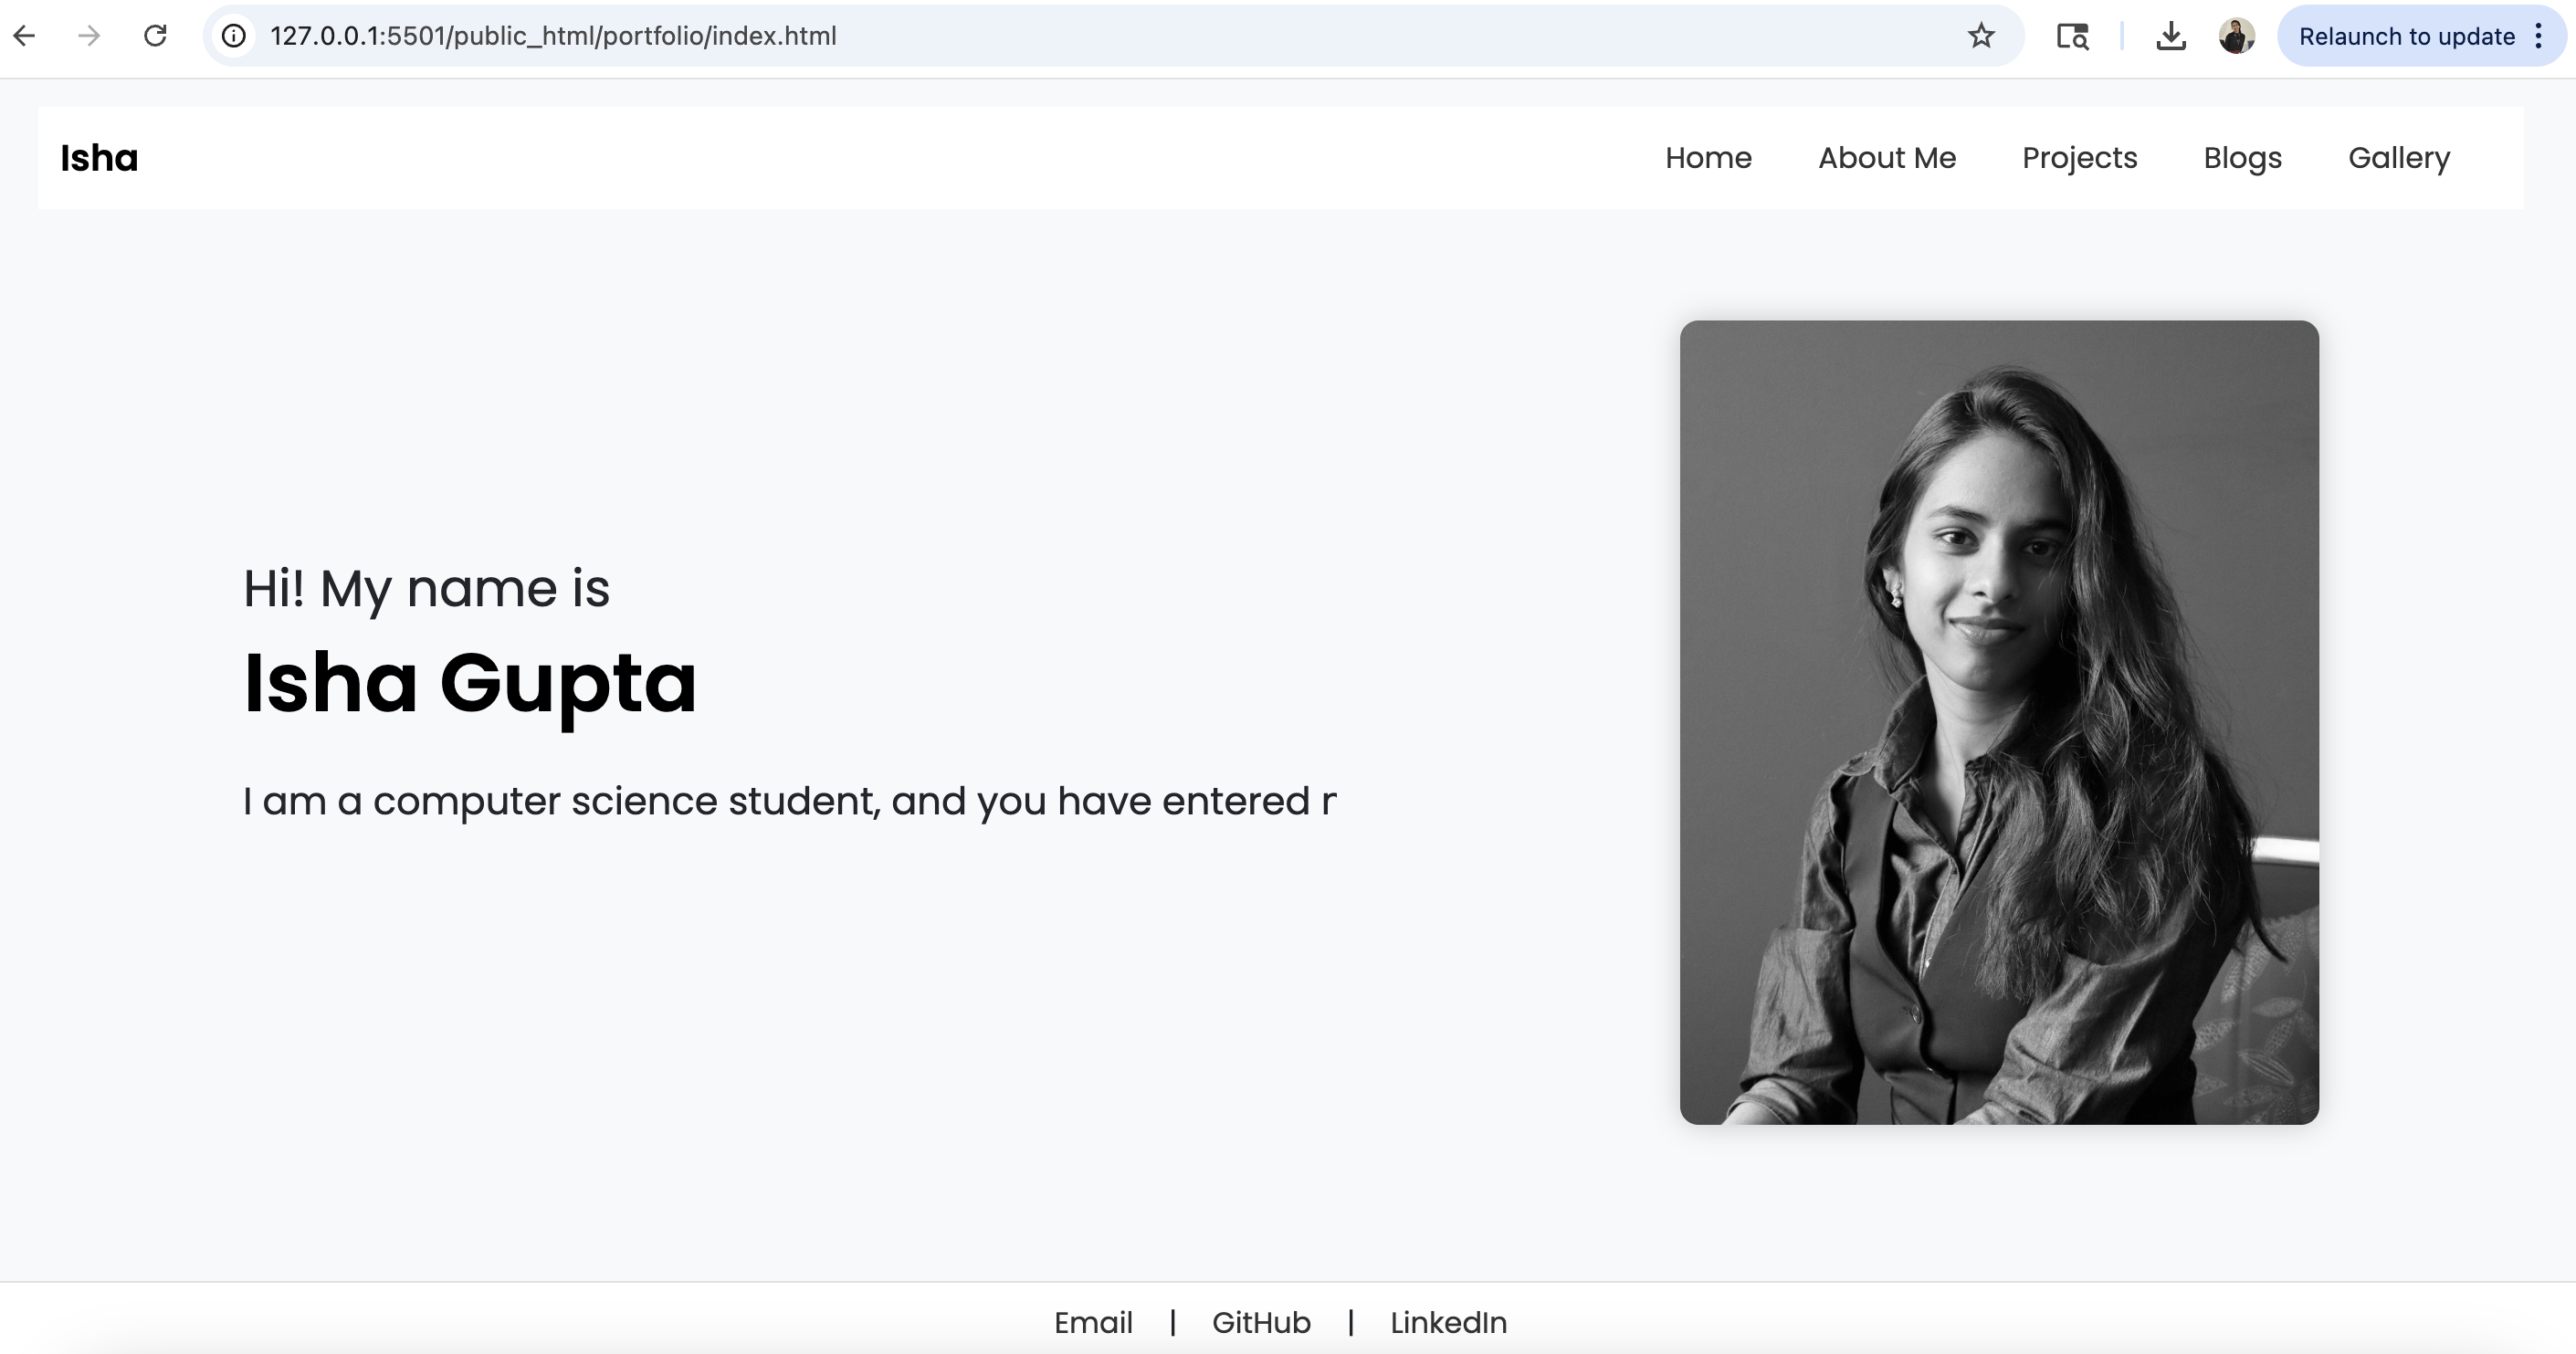 127.0.0.1:5501/public_html/portfolio/index.html
Relaunch to update
Isha
Home About Me Projects Blogs Gallery
Hi! My name is
Isha Gupta
I am a computer science student, and you have entered
Email | GitHub | LinkedIn